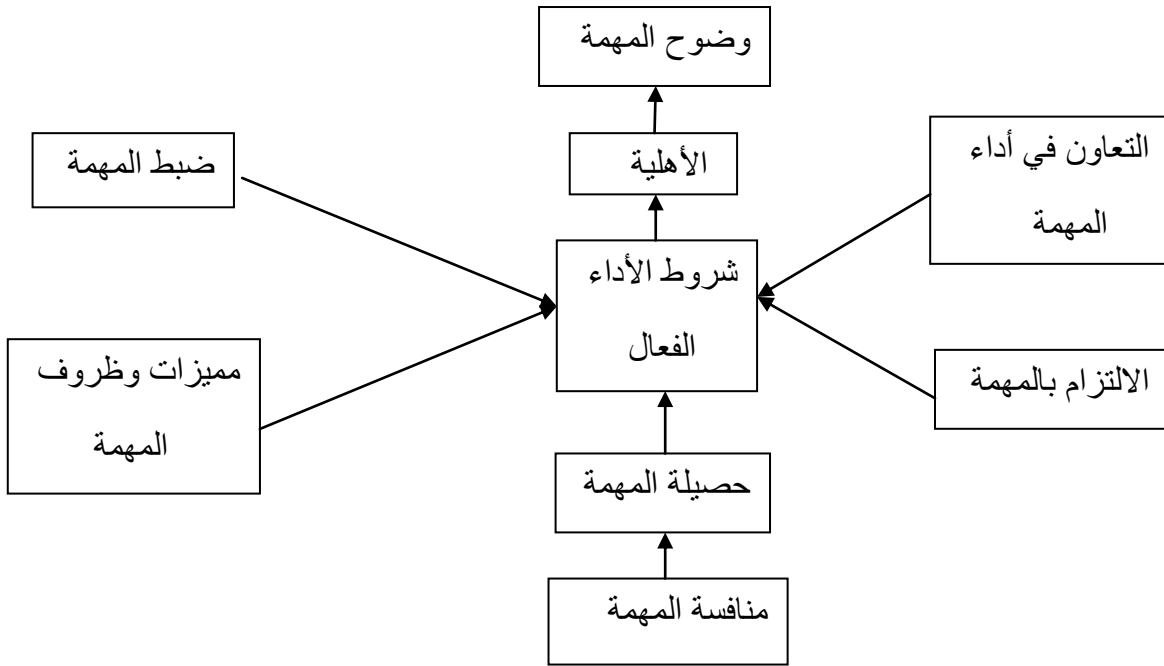 وضوح المهمة
التعاون في أداء
المهمة
الأهلية
ضبط المهمة
شروط الأداء
الفعال
الالتزام بالمهمة
مميزات وظروف
المهمة
حصيلة المهمة
منافسة المهمة